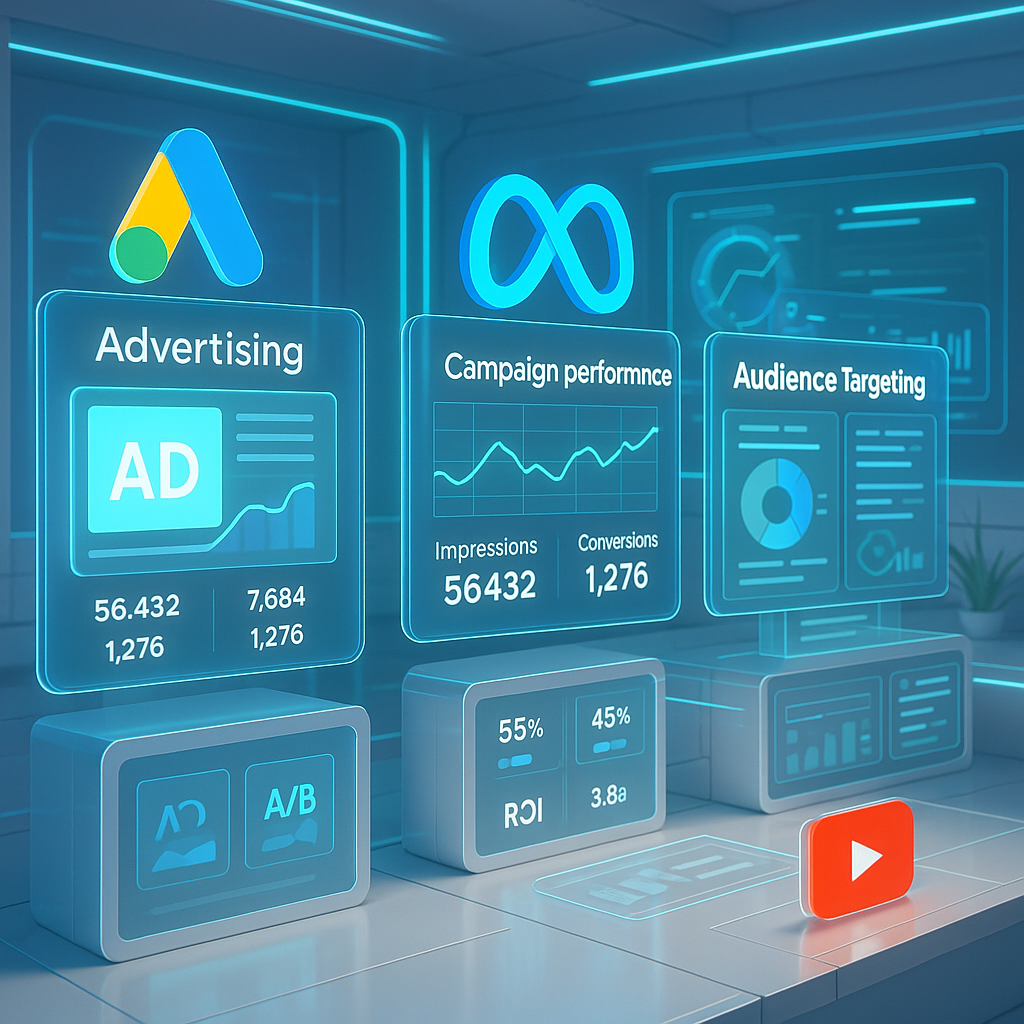 Advertising
AD
56.432 7,684
1,276 1,276
A/B
Campaign performnce
Impressions Conversions
56432 1,276
55% 45%
ROI 3.8a
Audience Targeting